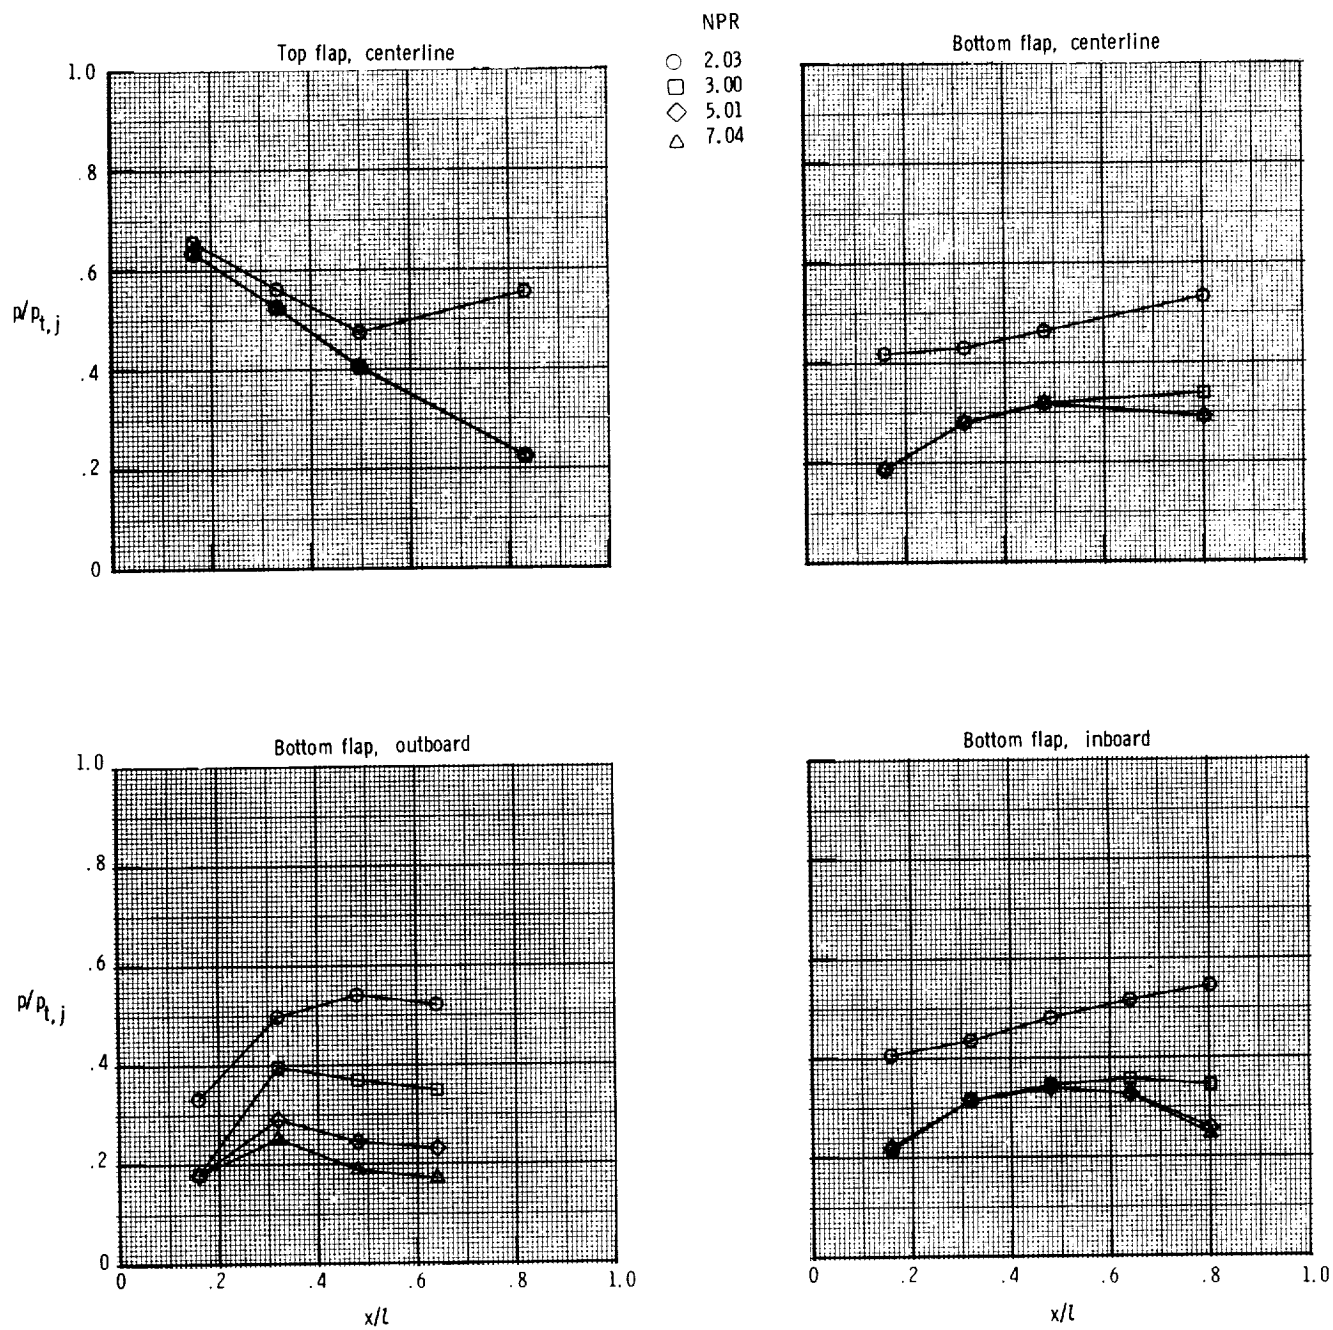 NPR
2.03
3.00
5.01
7.04
Top flap, centerline
1.0
.8
.6
.4
.2
0
p/pt,j
Bottom flap, centerline
Bottom flap, outboard
1.0
.8
.6
.4
.2
0
p/pt,j
0 .2 .4 .6 .8 1.0
x/l
Bottom flap, inboard
0 .2 .4 .6 .8 1.0
x/l